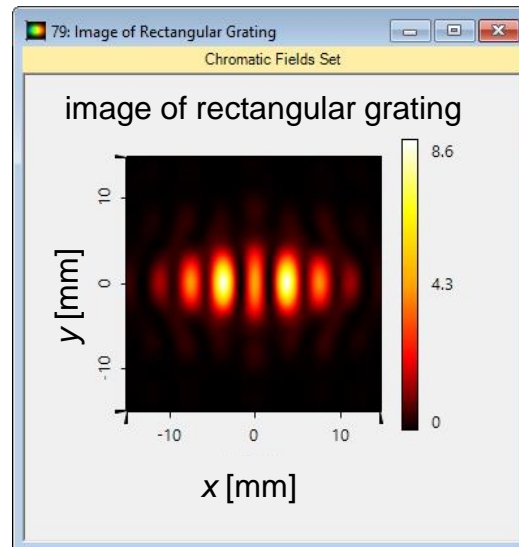 79: Image of Rectangular Grating
Chromatic Fields Set
image of rectangular grating
8.6
4.3
0
10
0
-10
y [mm]
-10 0 10
x [mm]